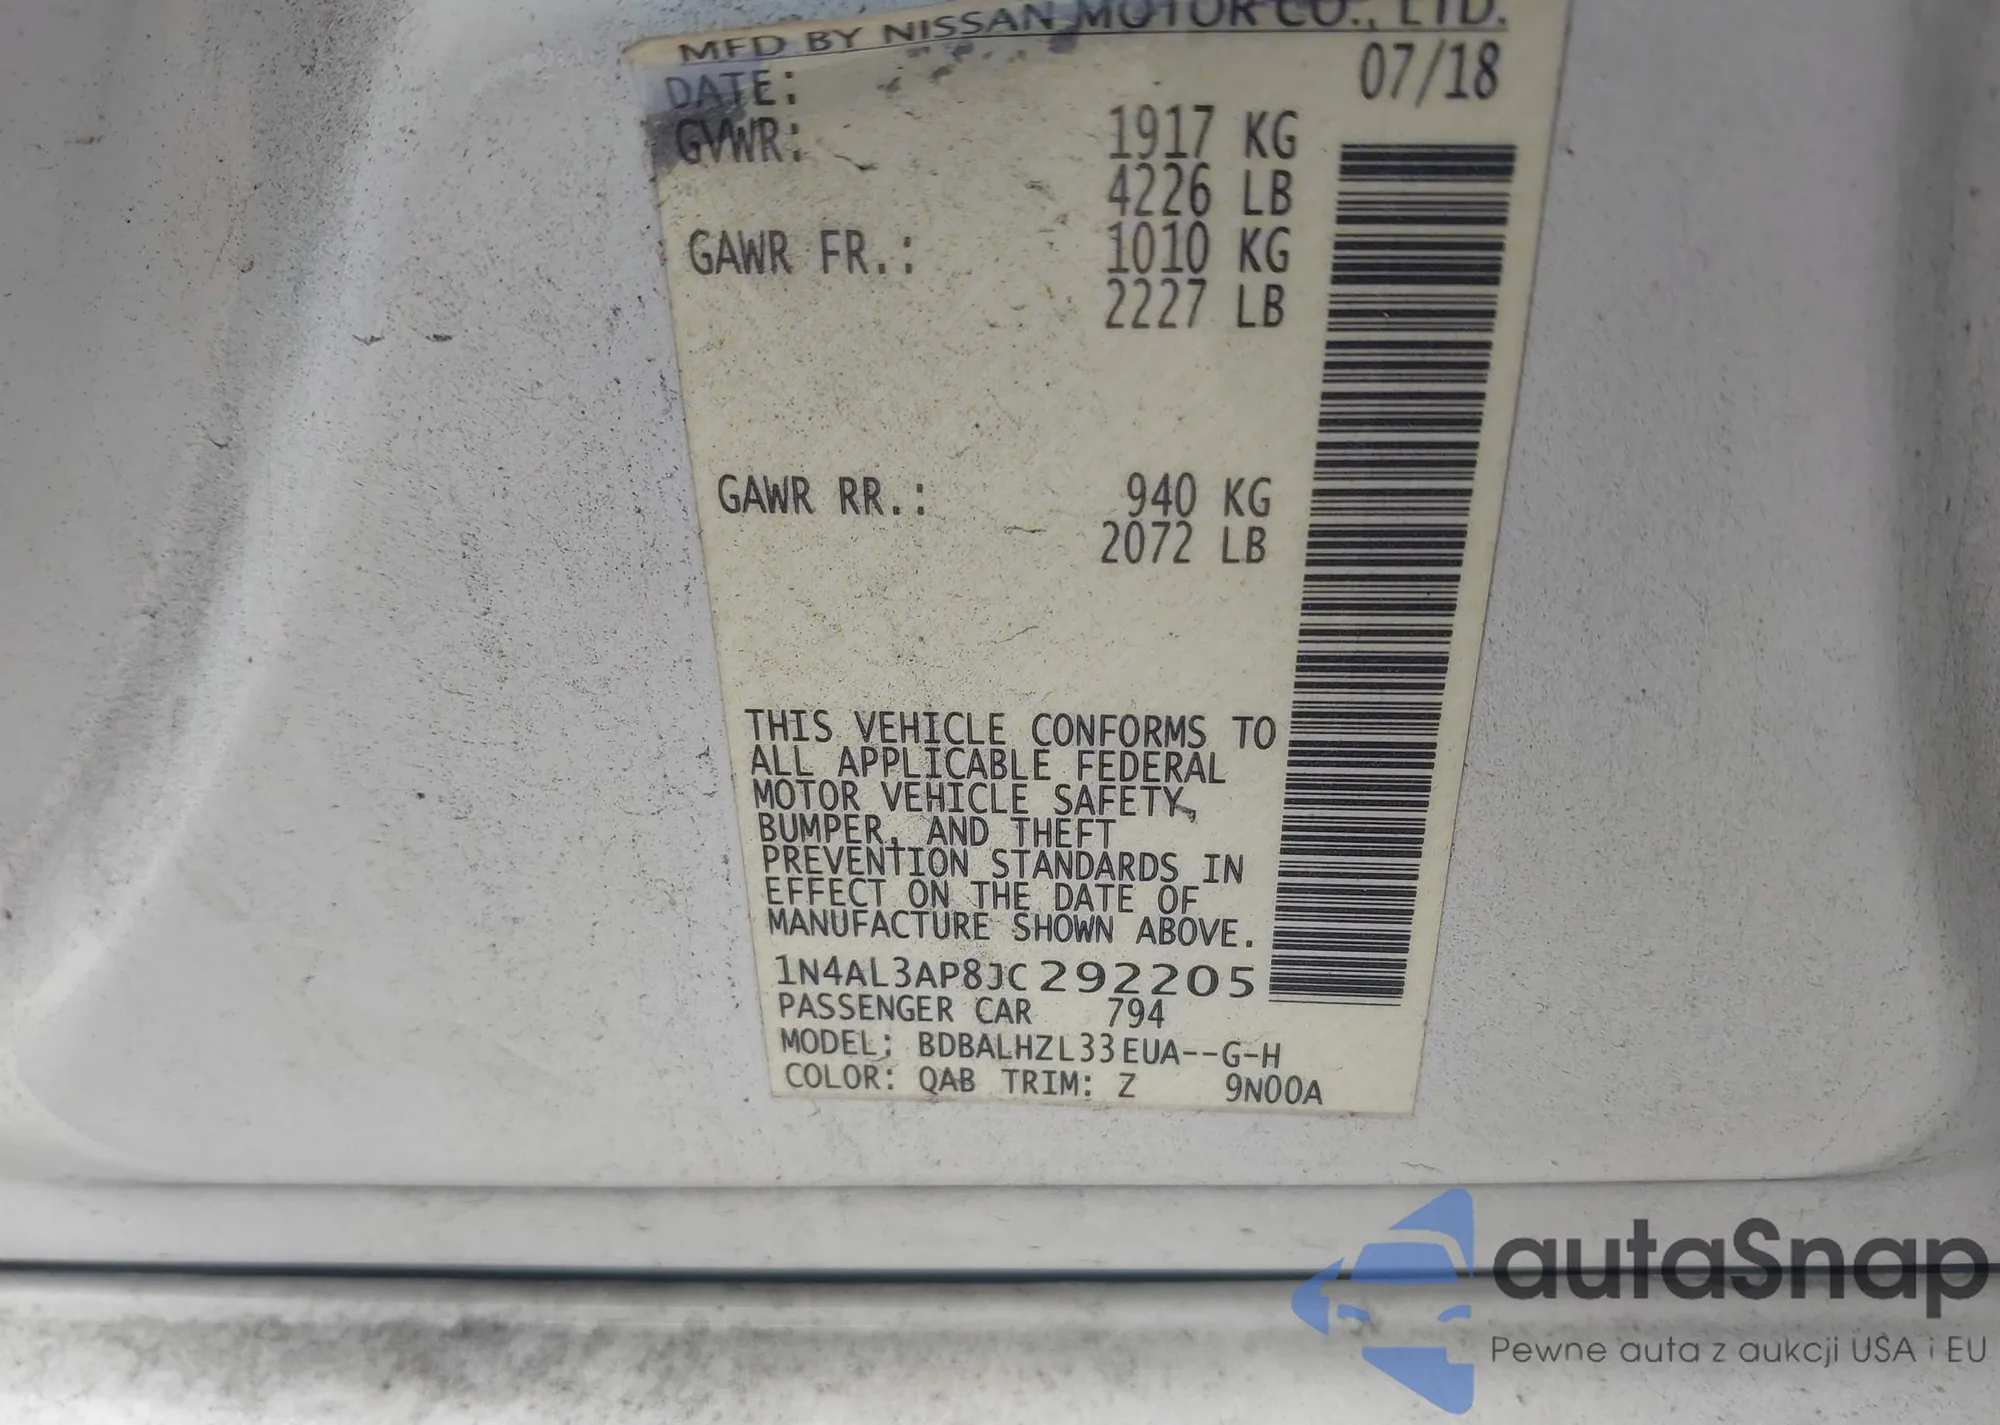 MFD BY NISSAN MOTOR CO., LTD.
DATE: 07/18
GVWR: 1917 KG
4226 LB
GAWR FR.: 1010 KG
2227 LB
GAWR RR.: 940 KG
2072 LB
THIS VEHICLE CONFORMS TO
ALL APPLICABLE FEDERAL
MOTOR VEHICLE SAFETY,
BUMPER, AND THEFT
PREVENTION STANDARDS IN
EFFECT ON THE DATE OF
MANUFACTURE SHOWN ABOVE.
1N4AL3AP8JC292205
PASSENGER CAR 794
MODEL: BDBALHZL33EUA--G-H
COLOR: QAB TRIM: Z 9N00A
autaSnap
Pewne auta z aukcji USA i EU